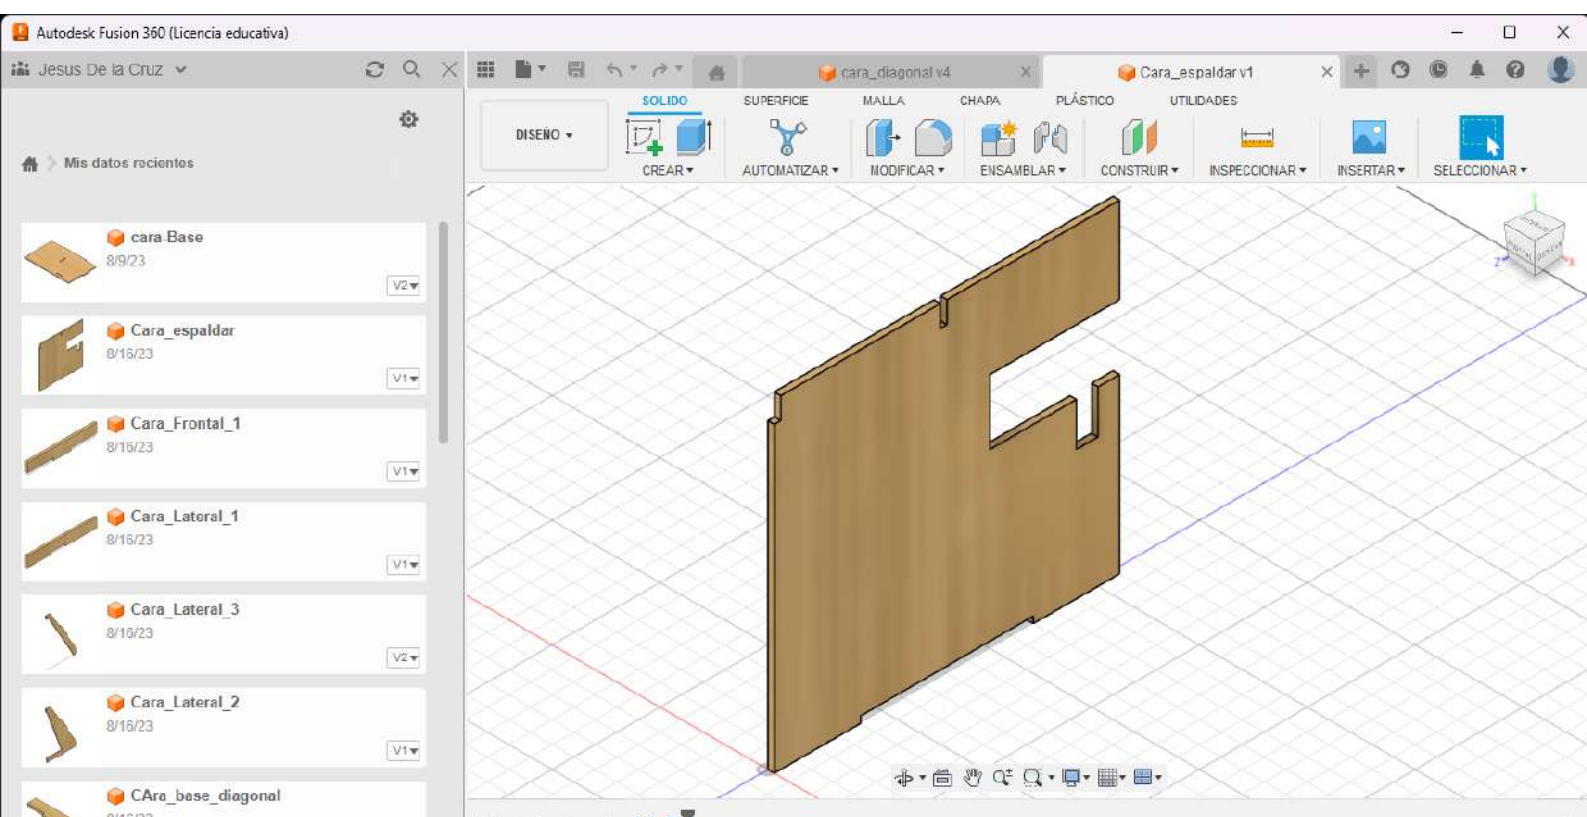 Autodesk Fusion 360 (Licencia educativa)
Jesus De la Cruz
cara_diagonal v4
Cara_espaldar v1
SOLIDO SUPERFICIE MALLA CHAPA PLÁSTICO UTILIDADES
DISEÑO
CREAR AUTOMATIZAR MODIFICAR ENSAMBLAR CONSTRUIR INSPECCIONAR INSERTAR SELECCIONAR
Mis datos recientes
cara Base
8/9/23
V2
Cara_espaldar
8/16/23
V1
Cara_Frontal_1
8/16/23
V1
Cara_Lateral_1
8/16/23
V1
Cara_Lateral_3
8/16/23
V2
Cara_Lateral_2
8/16/23
V1
CAra_base_diagonal
Z
X